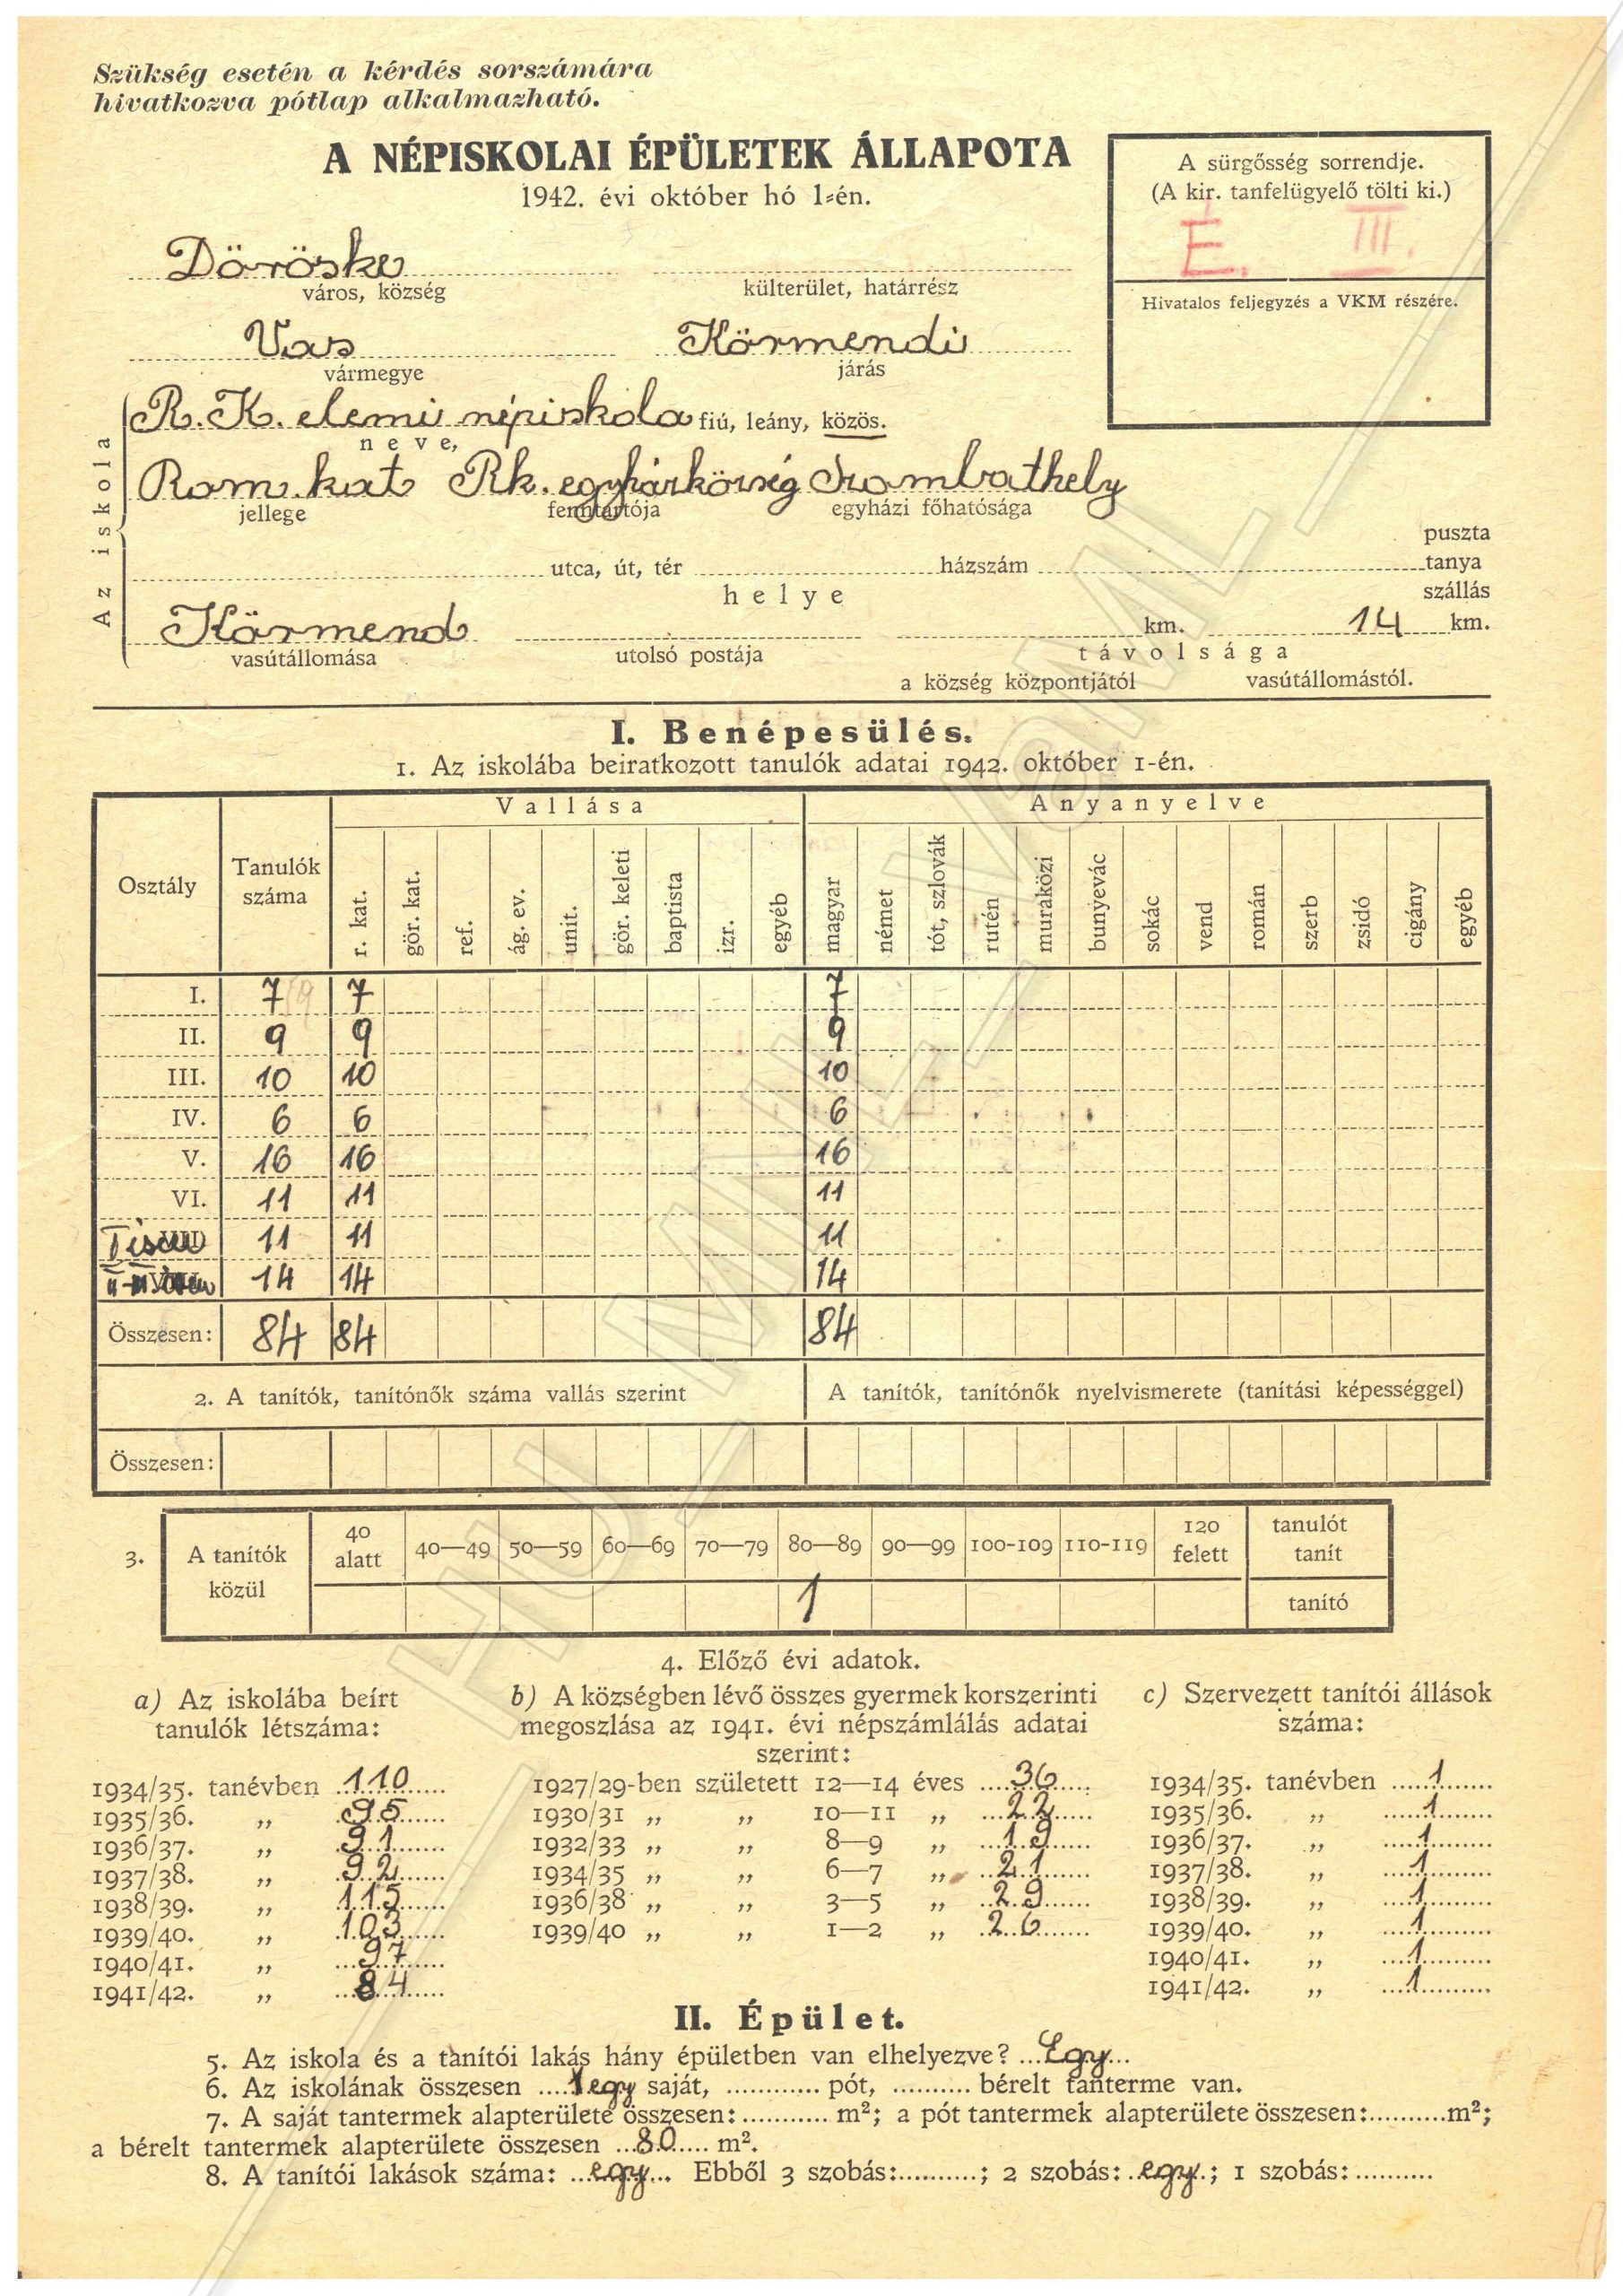 Szükség esetén a kérdés sorszámára
hivatkozva pótlap alkalmazható.
A NÉPISKOLAI ÉPÜLETEK ÁLLAPOTA
1942. évi október hó 1-én.
A sürgősség sorrendje.
(A kir. tanfelügyelő tölti ki.)
É. III.
Hivatalos feljegyzés a VKM részére.
Döröske
város, község külterület, határrész
Vas Körmendi
vármegye járás
Az iskola
R. K. elemi népiskola fiú, leány, közös.
neve,
Rom. kat Rk. egyházközség Szombathely
jellege fenntartója egyházi főhatósága
puszta
utca, út, tér házszám tanya
helye szállás
Körmend km. 14 km.
vasútállomása utolsó postája távolsága
a község központjától vasútállomástól.
I. Benépesülés.
1. Az iskolába beiratkozott tanulók adatai 1942. október 1-én.
Osztály Tanulók száma Vallása Anyanyelve
r. kat. gör. kat. ref. ág. ev. unit. gör. keleti baptista izr. egyéb magyar német tót, szlovák rutén muraközi bunyevác sokác vend román szerb zsidó cigány egyéb
I. 7 7 7
II. 9 9 9
III. 10 10 10
IV. 6 6 6
V. 16 16 16
VI. 11 11 11
11 11 11
14 14 14
Összesen: 84 84 84
2. A tanítók, tanítónők száma vallás szerint A tanítók, tanítónők nyelvismerete (tanítási képességgel)
Összesen:
3. A tanítók közül 40 alatt 40—49 50—59 60—69 70—79 80—89 90—99 100-109 110-119 120 felett tanulót tanít
1 tanító
4. Előző évi adatok.
a) Az iskolába beírt tanulók létszáma:
1934/35. tanévben 110
1935/36. „ 95
1936/37. „ 91
1937/38. „ 92
1938/39. „ 115
1939/40. „ 103
1940/41. „ 97
1941/42. „ 84
b) A községben lévő összes gyermek korszerinti
megoszlása az 1941. évi népszámlálás adatai
szerint:
1927/29-ben született 12—14 éves 36
1930/31 „ „ 10—11 „ 22
1932/33 „ „ 8—9 „ 19
1934/35 „ „ 6—7 „ 21
1936/38 „ „ 3—5 „ 29
1939/40 „ „ 1—2 „ 26
c) Szervezett tanítói állások
száma:
1934/35. tanévben 1
1935/36. „ 1
1936/37. „ 1
1937/38. „ 1
1938/39. „ 1
1939/40. „ 1
1940/41. „ 1
1941/42. „ 1
II. Épület.
5. Az iskola és a tanítói lakás hány épületben van elhelyezve? Egy
6. Az iskolának összesen 1 egy saját, pót, bérelt tanterme van.
7. A saját tantermek alapterülete összesen: m²; a pót tantermek alapterülete összesen: m²;
a bérelt tantermek alapterülete összesen 80 m².
8. A tanítói lakások száma: egy. Ebből 3 szobás: ; 2 szobás: egy; 1 szobás:
HU_MNL_VaML